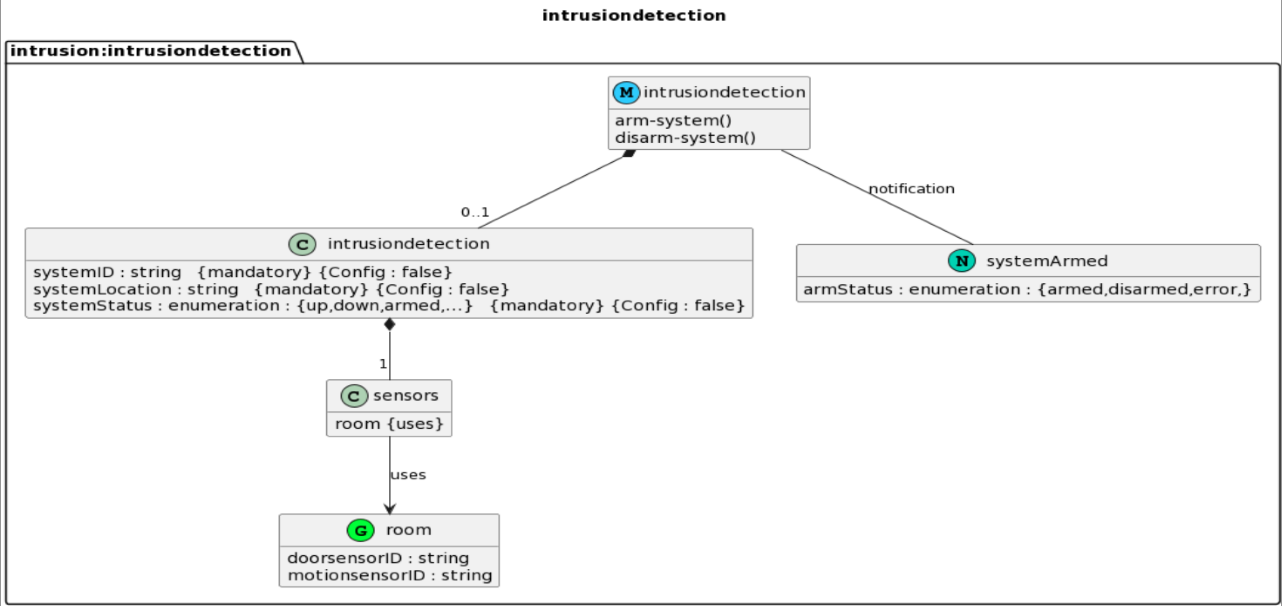 intrusiondetection
intrusion:intrusiondetection
M intrusiondetection
arm-system()
disarm-system()
notification
0..1
C intrusiondetection
systemID : string {mandatory} {Config : false}
systemLocation : string {mandatory} {Config : false}
systemStatus : enumeration : {up,down,armed,...} {mandatory} {Config : false}
N systemArmed
armStatus : enumeration : {armed,disarmed,error,}
1
C sensors
room {uses}
uses
G room
doorsensorID : string
motionsensorID : string